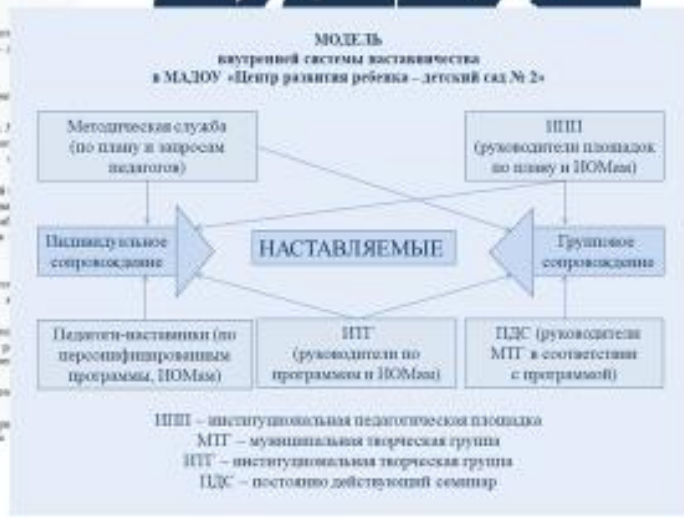 МОДЕЛЬ
внутренней системы наставничества
в МАДОУ «Центр развития ребенка – детский сад № 2»
Методическая служба
(по плану и запросам
педагогов)
ИПП
(руководители площадок
по плану и ИОМам)
Индивидуальное
сопровождение
НАСТАВЛЯЕМЫЕ
Групповое
сопровождение
Педагоги-наставники (по
персонифицированным
программы, ИОМам)
ИТГ
(руководители по
программам и ИОМам)
ПДС (руководители
МТГ в соответствии
с программой)
ИПП – институциональная педагогическая площадка
МТГ – муниципальная творческая группа
ИТГ – институциональная творческая группа
ПДС – постоянно действующий семинар